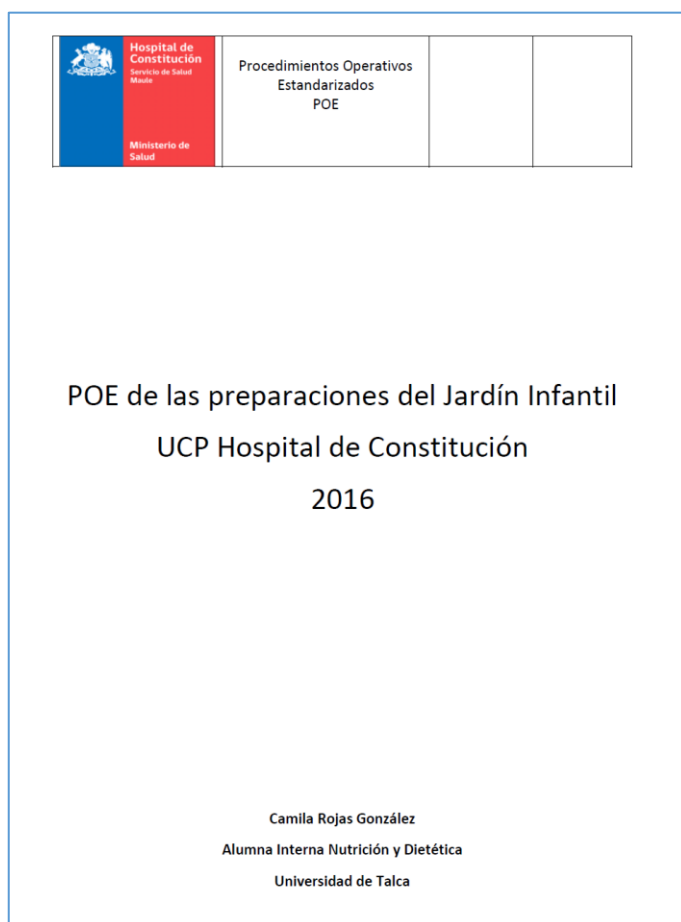 Hospital de
Constitución
Servicio de Salud
Maule
Ministerio de
Salud
Procedimientos Operativos
Estandarizados
POE
POE de las preparaciones del Jardín Infantil
UCP Hospital de Constitución
2016
Camila Rojas González
Alumna Interna Nutrición y Dietética
Universidad de Talca